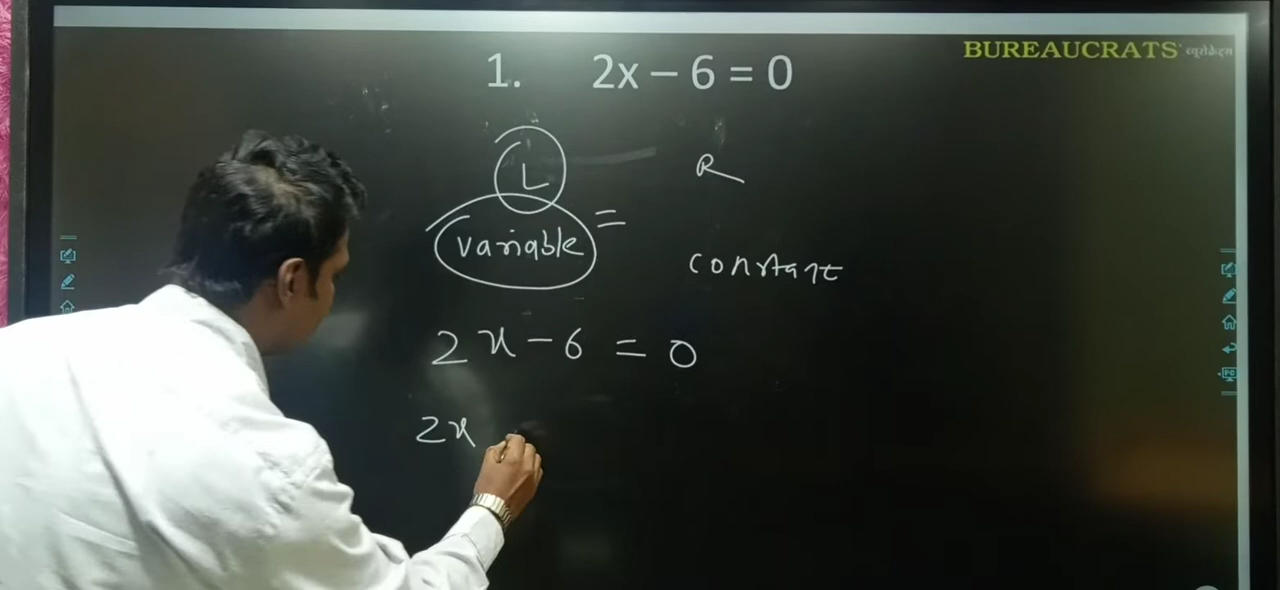 BUREAUCRATS ब्यूरोक्रेट्स
1. 2x – 6 = 0
L R
variable = constant
2x - 6 = 0
2x